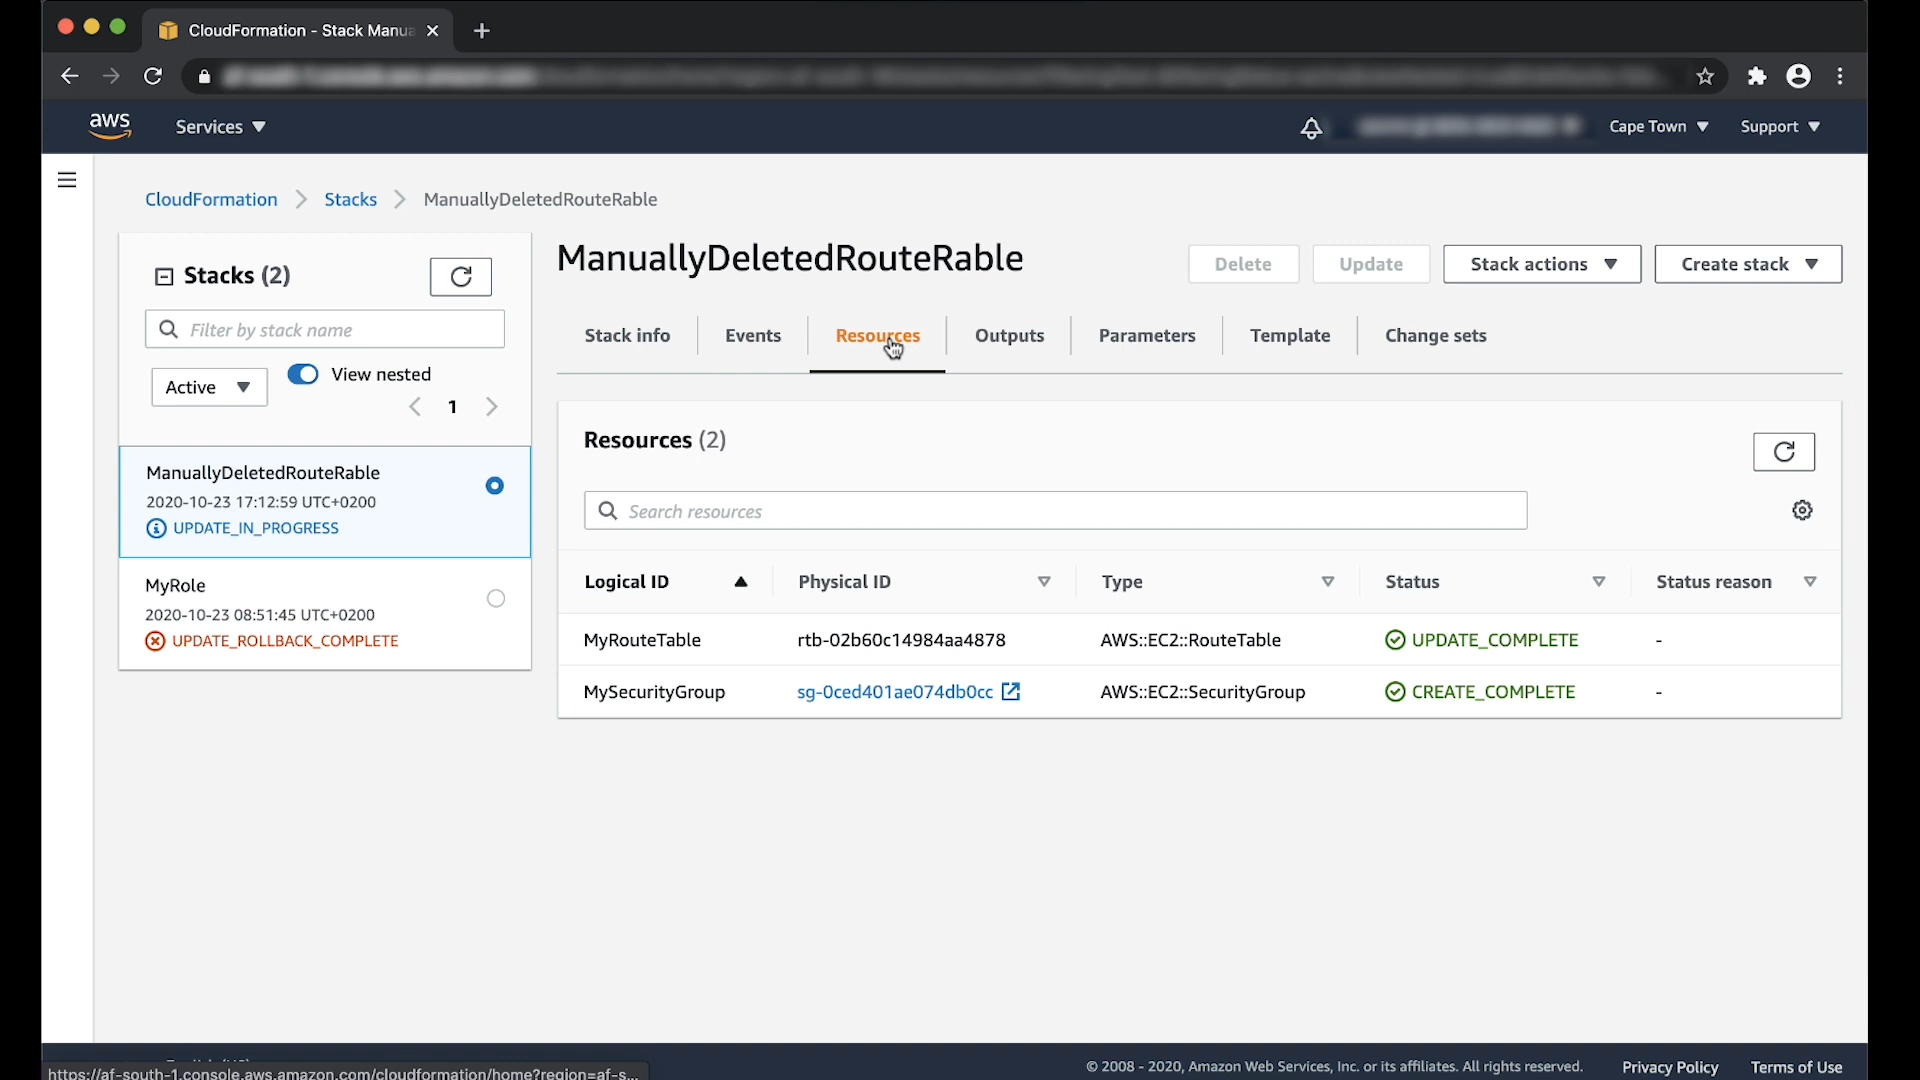 CloudFormation - Stack Manua
aws
Services
Cape Town
Support
CloudFormation
Stacks
ManuallyDeletedRouteRable
Stacks (2)
Filter by stack name
Active
View nested
1
ManuallyDeletedRouteRable
2020-10-23 17:12:59 UTC+0200
UPDATE_IN_PROGRESS
MyRole
2020-10-23 08:51:45 UTC+0200
UPDATE_ROLLBACK_COMPLETE
ManuallyDeletedRouteRable
Delete
Update
Stack actions
Create stack
Stack info
Events
Resources
Outputs
Parameters
Template
Change sets
Resources (2)
Search resources
Logical ID
Physical ID
Type
Status
Status reason
MyRouteTable
rtb-02b60c14984aa4878
AWS::EC2::RouteTable
UPDATE_COMPLETE
-
MySecurityGroup
sg-0ced401ae074db0cc
AWS::EC2::SecurityGroup
CREATE_COMPLETE
-
https://af-south-1.console.aws.amazon.com/cloudformation/home?region=af-s...
© 2008 - 2020, Amazon Web Services, Inc. or its affiliates. All rights reserved.
Privacy Policy
Terms of Use